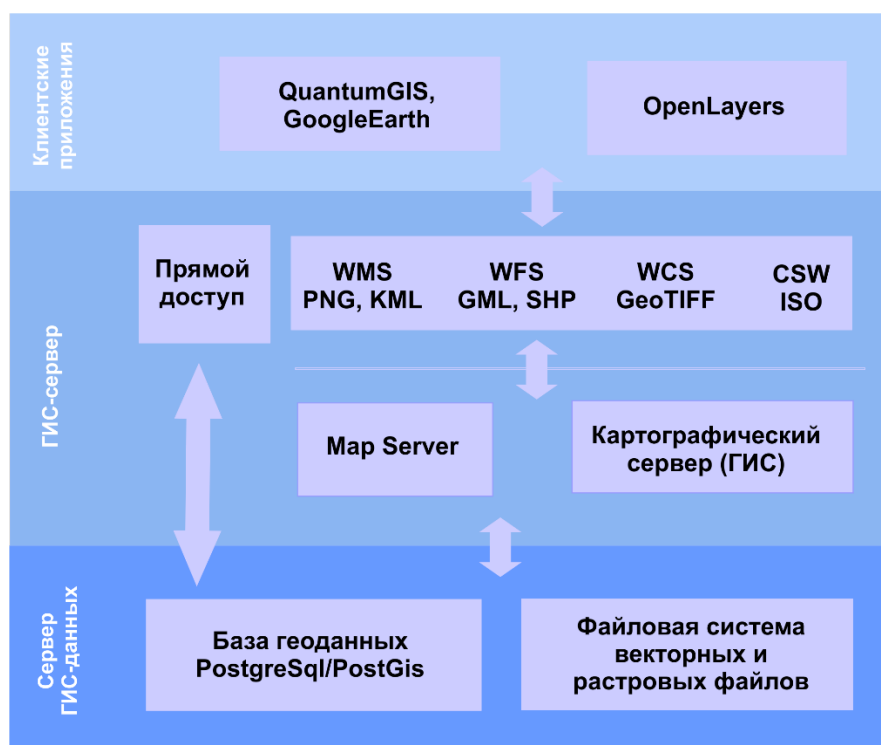 Клиентские
приложения
QuantumGIS,
GoogleEarth
OpenLayers
ГИС-сервер
Прямой
доступ
WMS
PNG, KML
WFS
GML, SHP
WCS
GeoTIFF
CSW
ISO
Map Server
Картографический
сервер (ГИС)
Сервер
ГИС-данных
База геоданных
PostgreSql/PostGis
Файловая система
векторных и
растровых файлов